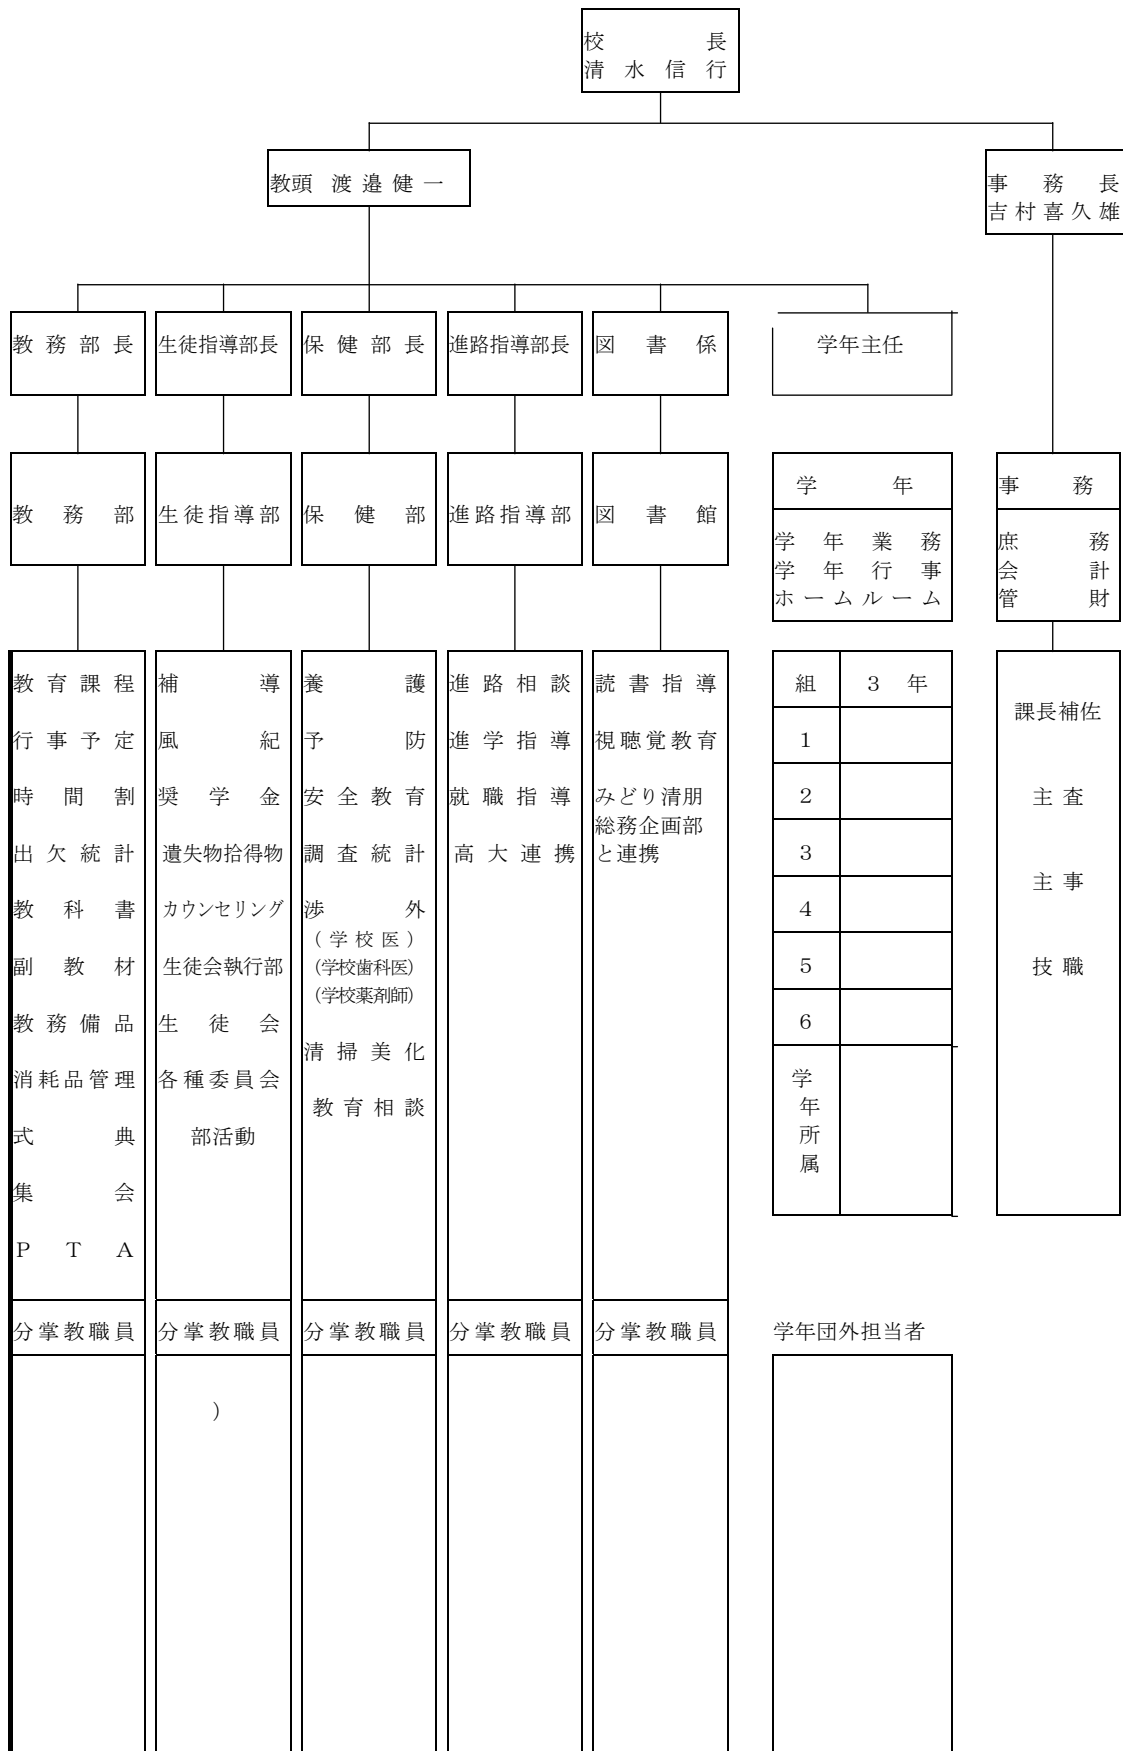 校長
清水信行
教頭 渡邉健一
事務長
吉村喜久雄
教務部長
生徒指導部長
保健部長
進路指導部長
図書係
学年主任
教務部
生徒指導部
保健部
進路指導部
図書館
学年
学年業務
学年行事
ホームルーム
事務
庶務
会計
管財
教育課程
行事予定
時間割
出欠統計
教科書
副教材
教務備品
消耗品管理
式典
集会
PTA
分掌教職員
補導
風紀
奨学金
遺失物拾得物
カウンセリング
生徒会執行部
生徒会
各種委員会
部活動
分掌教職員
)
養護
予防
安全教育
調査統計
渉外
(学校医)
(学校歯科医)
(学校薬剤師)
清掃美化
教育相談
分掌教職員
進路相談
進学指導
就職指導
高大連携
分掌教職員
読書指導
視聴覚教育
みどり清朋
総務企画部
と連携
分掌教職員
組 3年
1
2
3
4
5
6
学年所属
学年団外担当者
課長補佐
主査
主事
技職